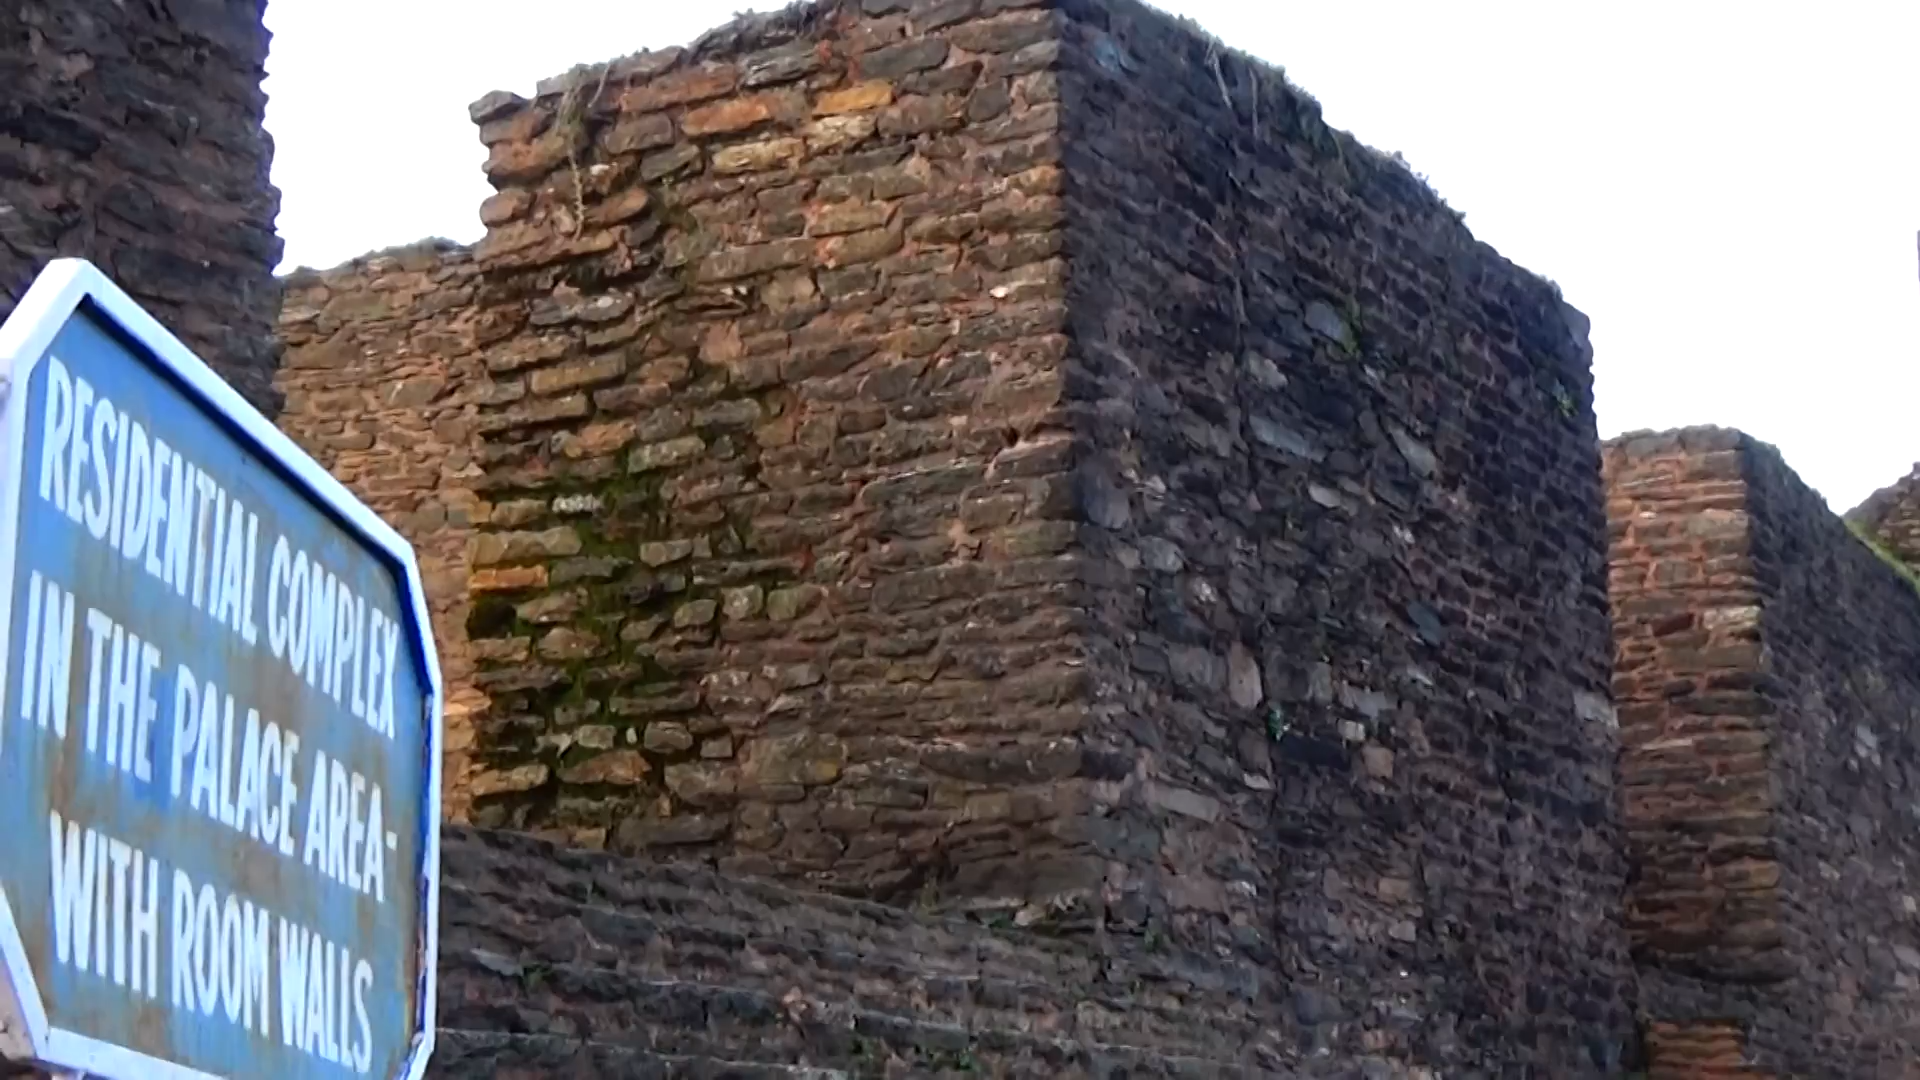 RESIDENTIAL COMPLEX
IN THE PALACE AREA-
WITH ROOM WALLS